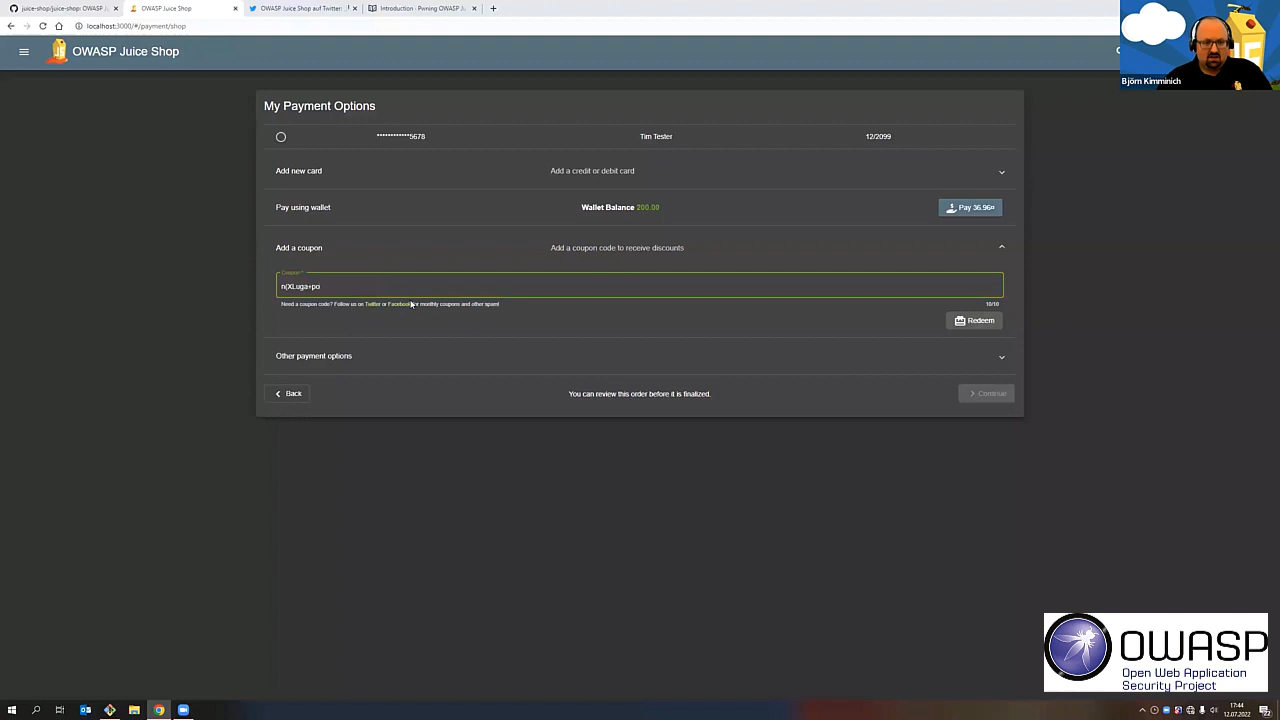 juice-shop/juice-shop: OWASP J
OWASP Juice Shop
OWASP Juice Shop auf Twitter: „
Introduction · Pwning OWASP Ju
localhost:3000/#/payment/shop
OWASP Juice Shop
Björn Kimminich
My Payment Options
************5678 Tim Tester 12/2099
Add new card Add a credit or debit card
Pay using wallet Wallet Balance 200.00 Pay 36.96¤
Add a coupon Add a coupon code to receive discounts
Coupon *
n(XLuga+po
Need a coupon code? Follow us on Twitter or Facebook for monthly coupons and other spam!
10/10
Redeem
Other payment options
Back You can review this order before it is finalized. Continue
OWASP
Open Web Application
Security Project
17:44
12.07.2022